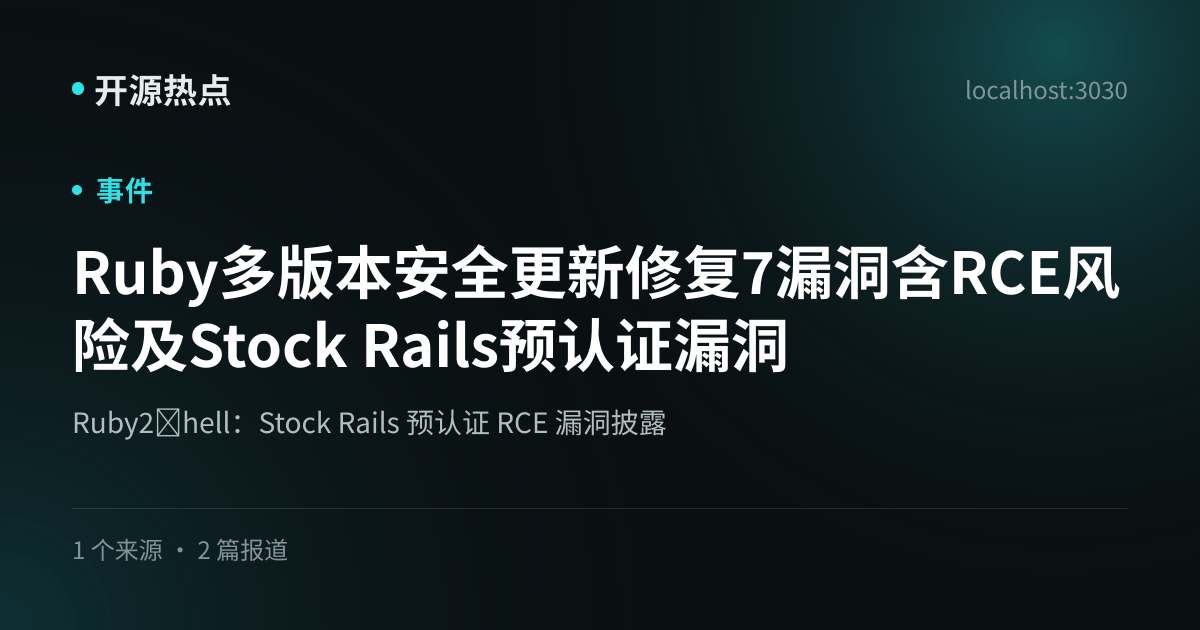 开源热点
localhost:3030
事件
Ruby多版本安全更新修复7漏洞含RCE风
险及Stock Rails预认证漏洞
Ruby2hell：Stock Rails 预认证 RCE 漏洞披露
1 个来源 · 2 篇报道